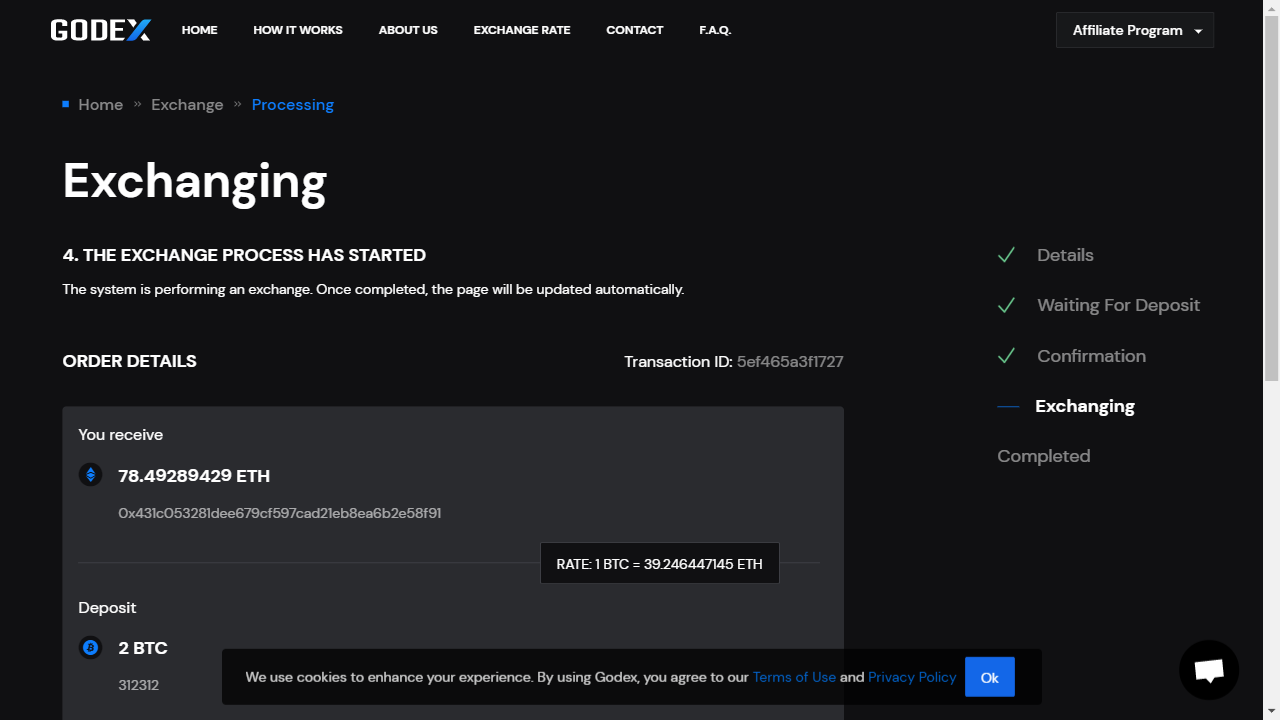 GODEX
HOME HOW IT WORKS ABOUT US EXCHANGE RATE CONTACT F.A.Q.
Affiliate Program
Home » Exchange » Processing
Exchanging
4. THE EXCHANGE PROCESS HAS STARTED
The system is performing an exchange. Once completed, the page will be updated automatically.
Details
Waiting For Deposit
Confirmation
Exchanging
Completed
ORDER DETAILS
Transaction ID: 5ef465a3f1727
You receive
78.49289429 ETH
0x431c053281dee679cf597cad21eb8ea6b2e58f91
RATE: 1 BTC = 39.246447145 ETH
Deposit
2 BTC
312312
We use cookies to enhance your experience. By using Godex, you agree to our Terms of Use and Privacy Policy
Ok